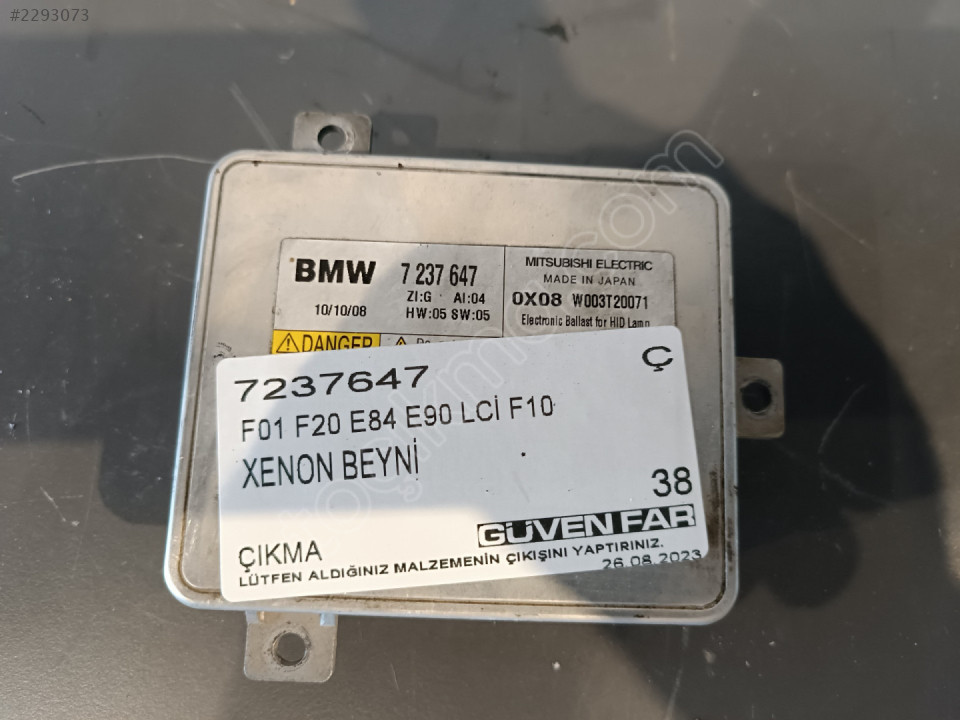 #2293073
BMW 7 237 647
ZI:G AI:04
10/10/08 HW:05 SW:05
MITSUBISHI ELECTRIC
MADE IN JAPAN
0X08 W003T20071
Electronic Ballast for HID Lamp
DANGER
7237647 Ç
F01 F20 E84 E90 LCİ F10
XENON BEYNİ
38
GÜVEN FAR
ÇIKMA
LÜTFEN ALDIĞINIZ MALZEMENİN ÇIKIŞINI YAPTIRINIZ.
26.08.2023